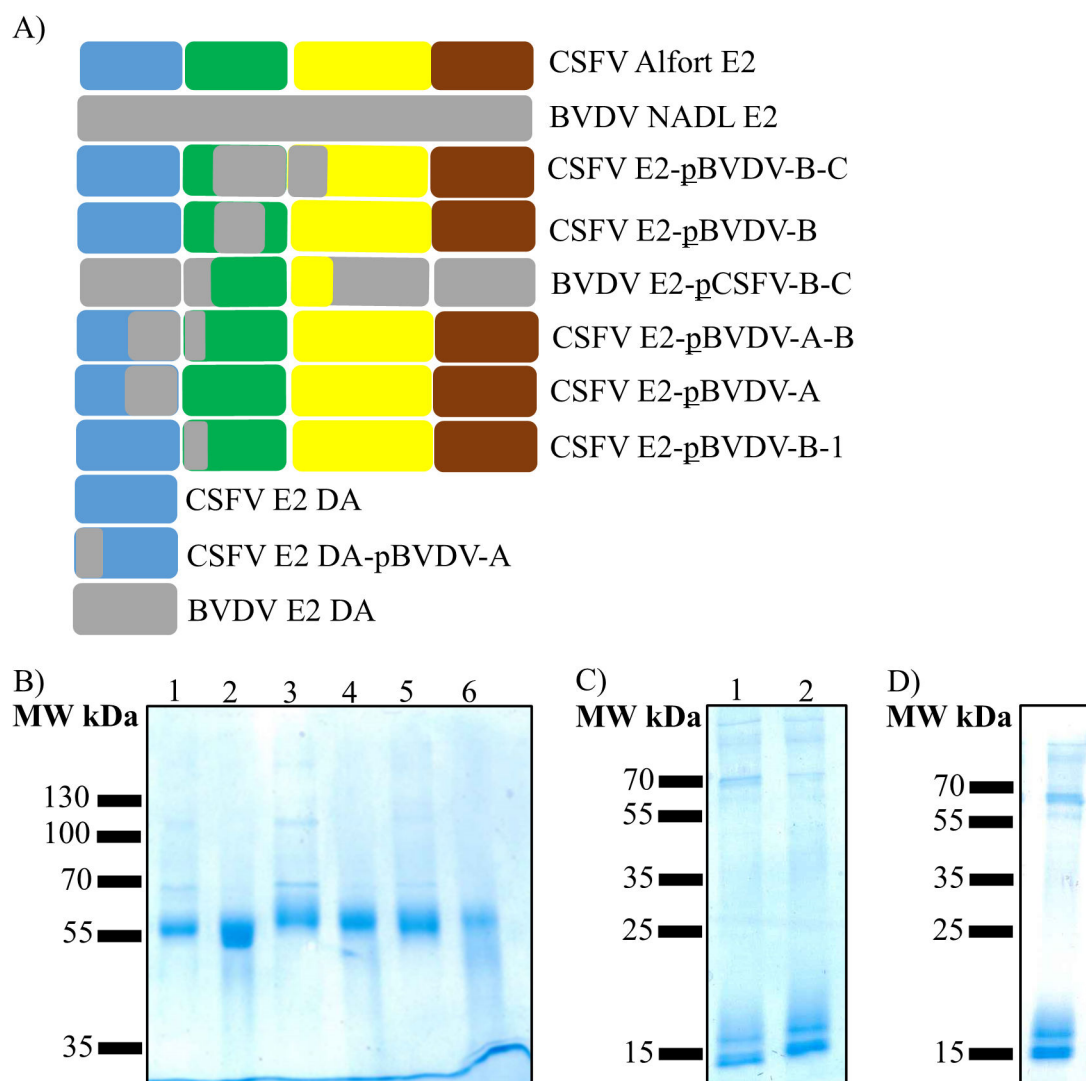 A)
CSFV Alfort E2
BVDV NADL E2
CSFV E2-pBVDV-B-C
CSFV E2-pBVDV-B
BVDV E2-pCSFV-B-C
CSFV E2-pBVDV-A-B
CSFV E2-pBVDV-A
CSFV E2-pBVDV-B-1
CSFV E2 DA
CSFV E2 DA-pBVDV-A
BVDV E2 DA
B)
1 2 3 4 5 6
MW kDa
130
100
70
55
35
C)
1 2
MW kDa
70
55
35
25
15
D)
MW kDa
70
55
35
25
15